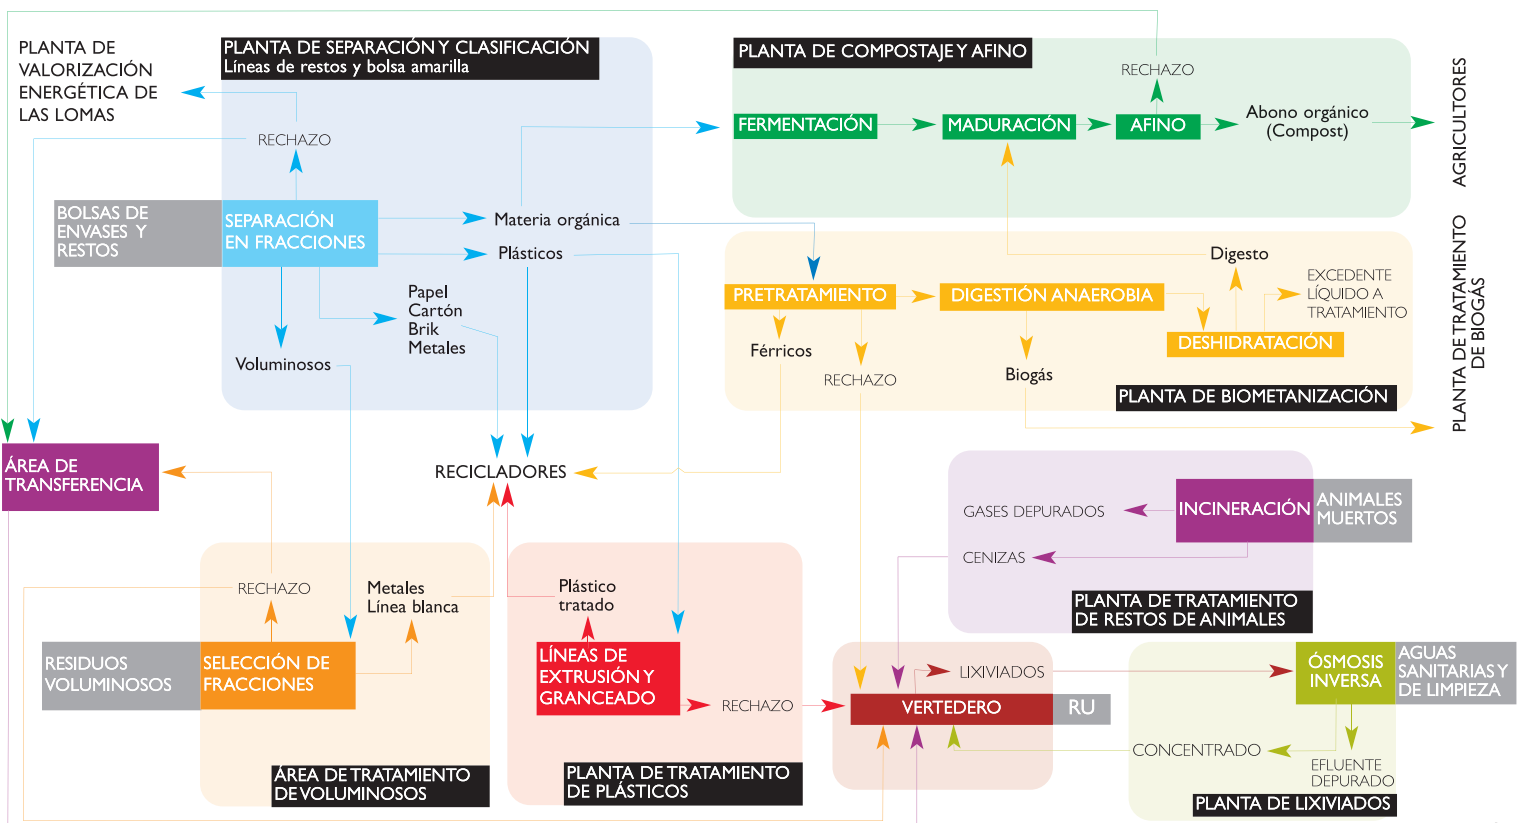 PLANTA DE
VALORIZACIÓN
ENERGÉTICA DE
LAS LOMAS
PLANTA DE SEPARACIÓN Y CLASIFICACIÓN
Líneas de restos y bolsa amarilla
RECHAZO
BOLSAS DE
ENVASES Y
RESTOS
SEPARACIÓN
EN FRACCIONES
Materia orgánica
Plásticos
Papel
Cartón
Brik
Metales
Voluminosos
PLANTA DE COMPOSTAJE Y AFINO
RECHAZO
FERMENTACIÓN
MADURACIÓN
AFINO
Abono orgánico
(Compost)
AGRICULTORES
PRETRATAMIENTO
DIGESTIÓN ANAEROBIA
Digesto
EXCEDENTE
LÍQUIDO A
TRATAMIENTO
DESHIDRATACIÓN
Férricos
RECHAZO
Biogás
PLANTA DE BIOMETANIZACIÓN
PLANTA DE TRATAMIENTO
DE BIOGÁS
ÁREA DE
TRANSFERENCIA
RECICLADORES
RECHAZO
Metales
Línea blanca
RESIDUOS
VOLUMINOSOS
SELECCIÓN DE
FRACCIONES
ÁREA DE TRATAMIENTO
DE VOLUMINOSOS
Plástico
tratado
LÍNEAS DE
EXTRUSIÓN Y
GRANCEADO
RECHAZO
PLANTA DE TRATAMIENTO
DE PLÁSTICOS
GASES DEPURADOS
INCINERACIÓN
ANIMALES
MUERTOS
CENIZAS
PLANTA DE TRATAMIENTO
DE RESTOS DE ANIMALES
LIXIVIADOS
VERTEDERO
RU
ÓSMOSIS
INVERSA
AGUAS
SANITARIAS Y
DE LIMPIEZA
CONCENTRADO
EFLUENTE
DEPURADO
PLANTA DE LIXIVIADOS